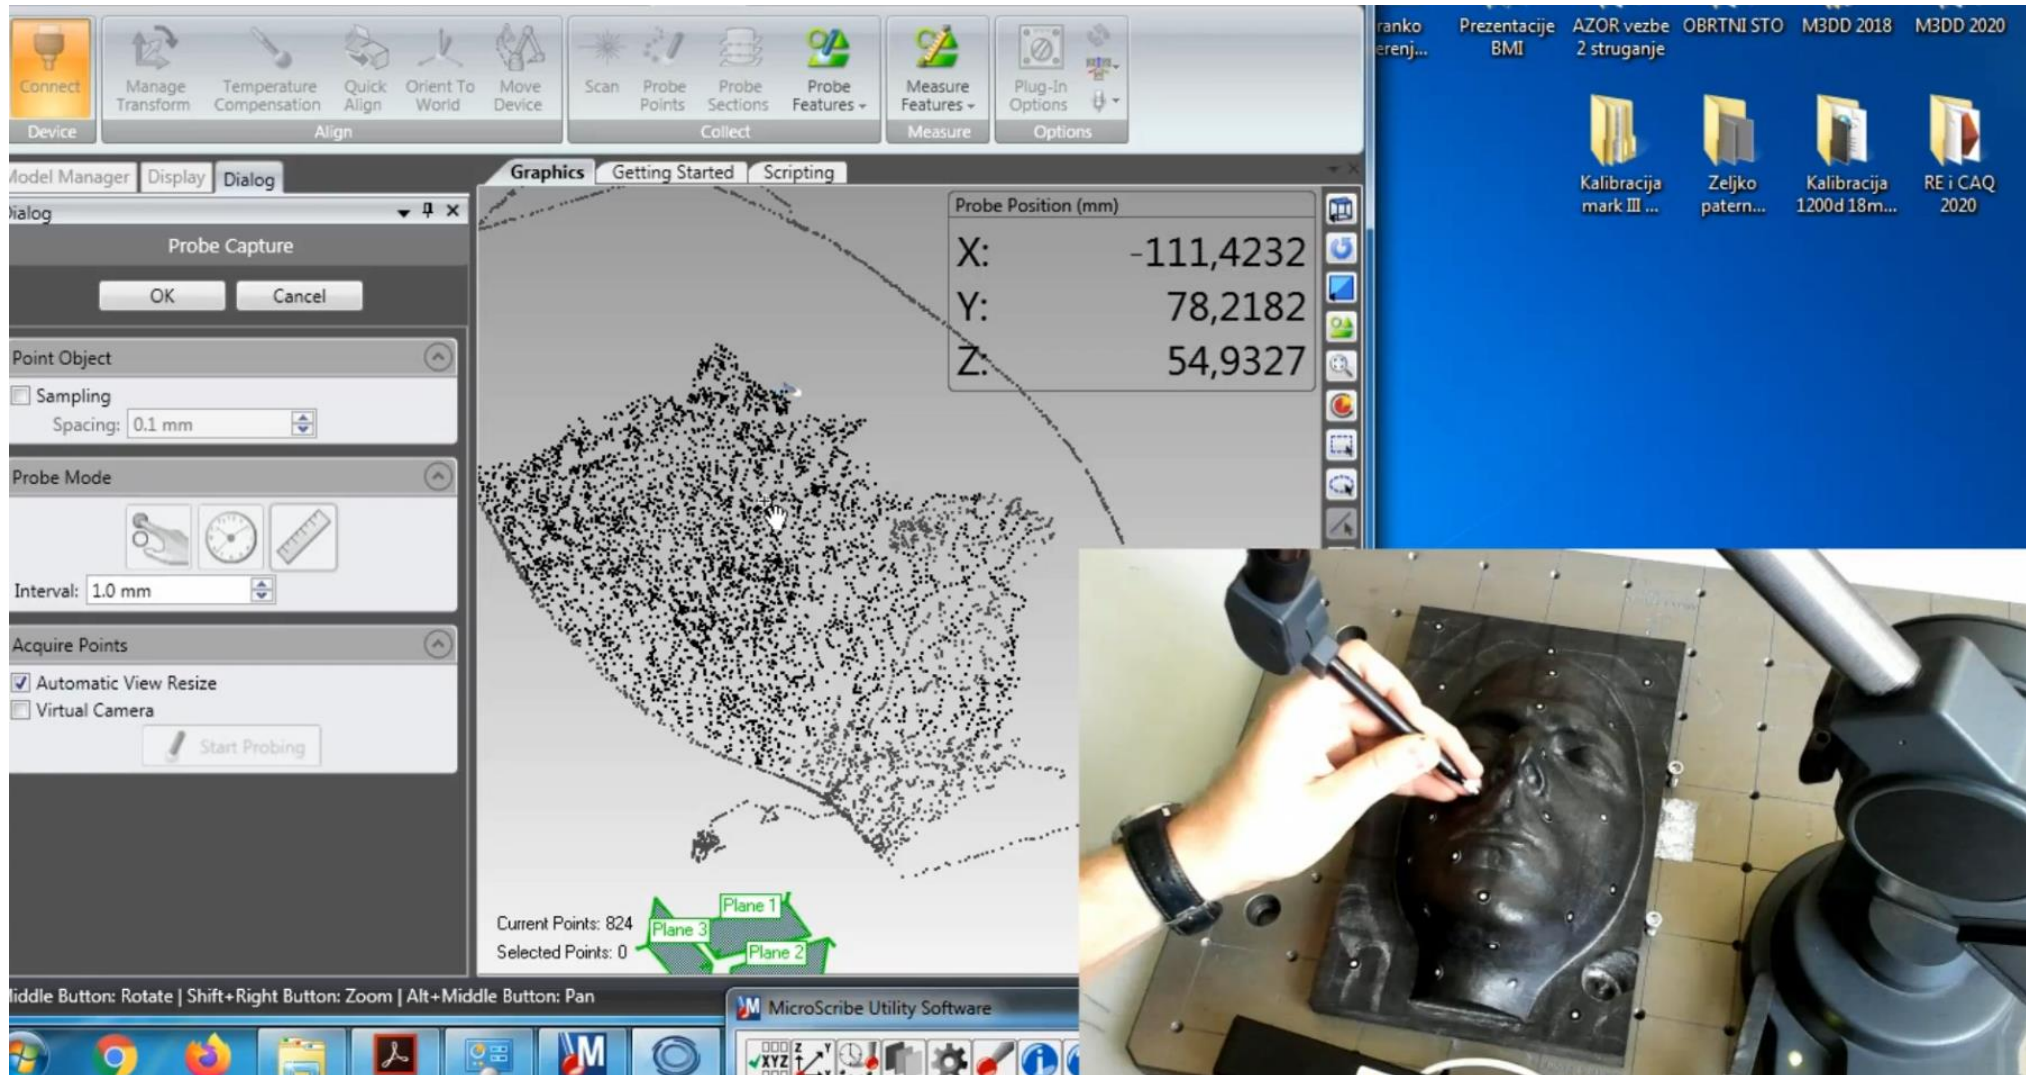 Connect
Manage
Transform
Temperature
Compensation
Quick
Align
Orient To
World
Move
Device
Scan
Probe
Points
Probe
Sections
Probe
Features
Measure
Features
Plug-In
Options
Device
Align
Collect
Measure
Options
Prezentacije
BMI
AZOR vezbe
2 struganje
OBRTNI STO
M3DD 2018
M3DD 2020
Kalibracija
mark III ...
Zeljko
patern...
Kalibracija
1200d 18m...
RE i CAQ
2020
Model Manager
Display
Dialog
Graphics
Getting Started
Scripting
Dialog
Probe Capture
OK
Cancel
Point Object
Sampling
Spacing: 0.1 mm
Probe Mode
Interval: 1.0 mm
Acquire Points
Automatic View Resize
Virtual Camera
Start Probing
Probe Position (mm)
X: -111,4232
Y: 78,2182
Z: 54,9327
Current Points: 824
Selected Points: 0
Plane 1
Plane 3
Plane 2
iddle Button: Rotate | Shift+Right Button: Zoom | Alt+Middle Button: Pan
MicroScribe Utility Software
XYZ